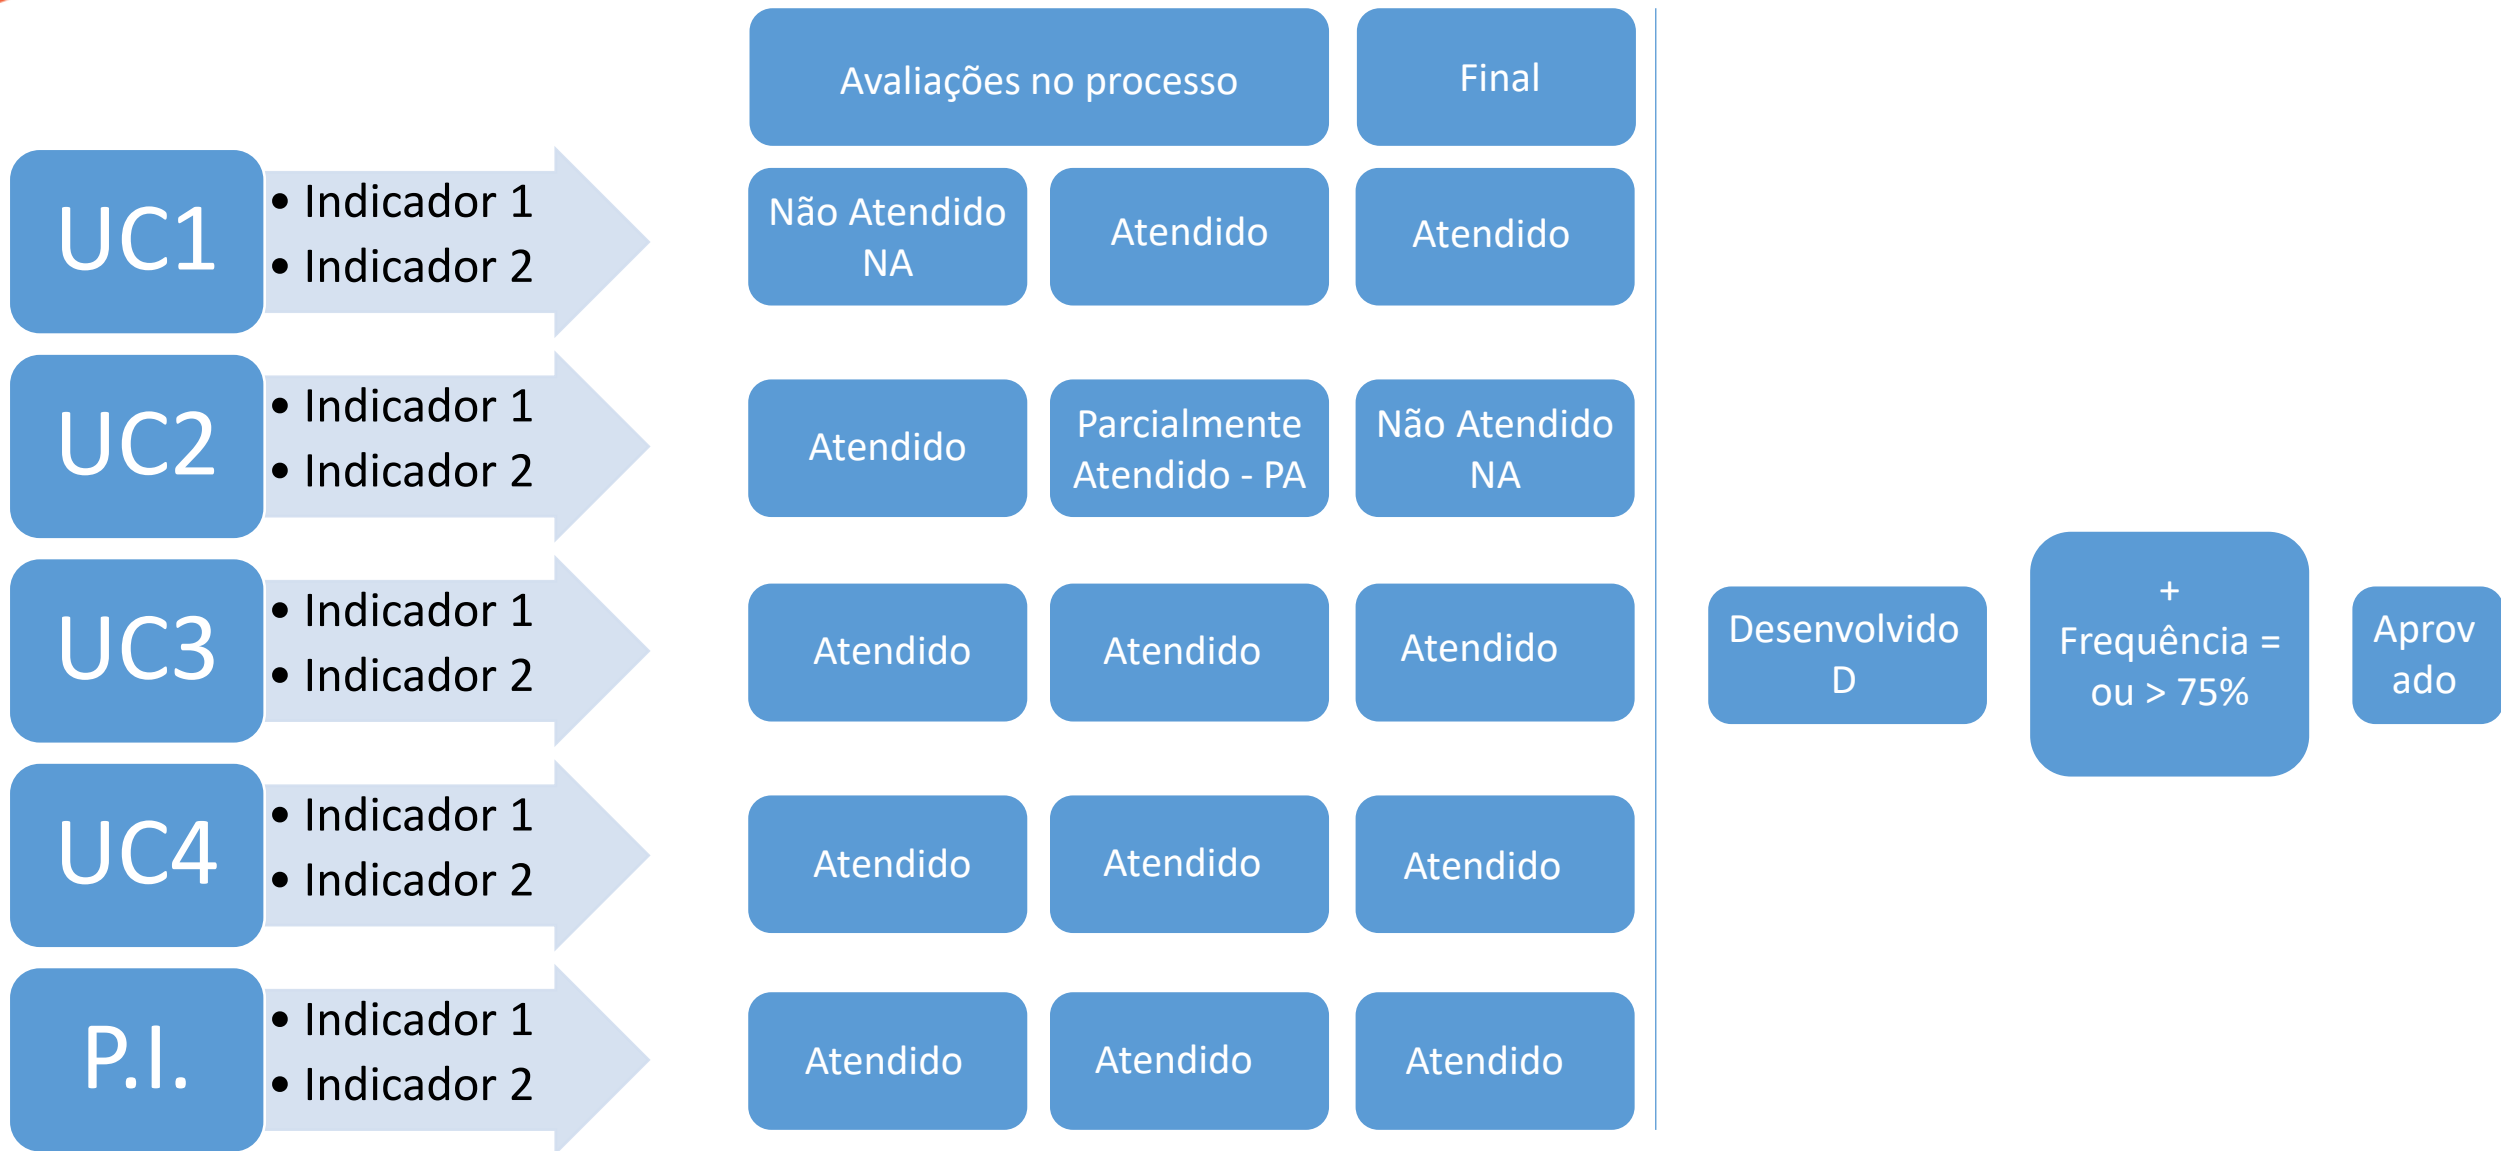 Avaliações no processo
Final
UC1
• Indicador 1
• Indicador 2
Não Atendido
NA
Atendido
Atendido
UC2
• Indicador 1
• Indicador 2
Atendido
Parcialmente
Atendido - PA
Não Atendido
NA
UC3
• Indicador 1
• Indicador 2
Atendido
Atendido
Atendido
Desenvolvido
D
+
Frequência =
ou > 75%
Aprov
ado
UC4
• Indicador 1
• Indicador 2
Atendido
Atendido
Atendido
P.I.
• Indicador 1
• Indicador 2
Atendido
Atendido
Atendido